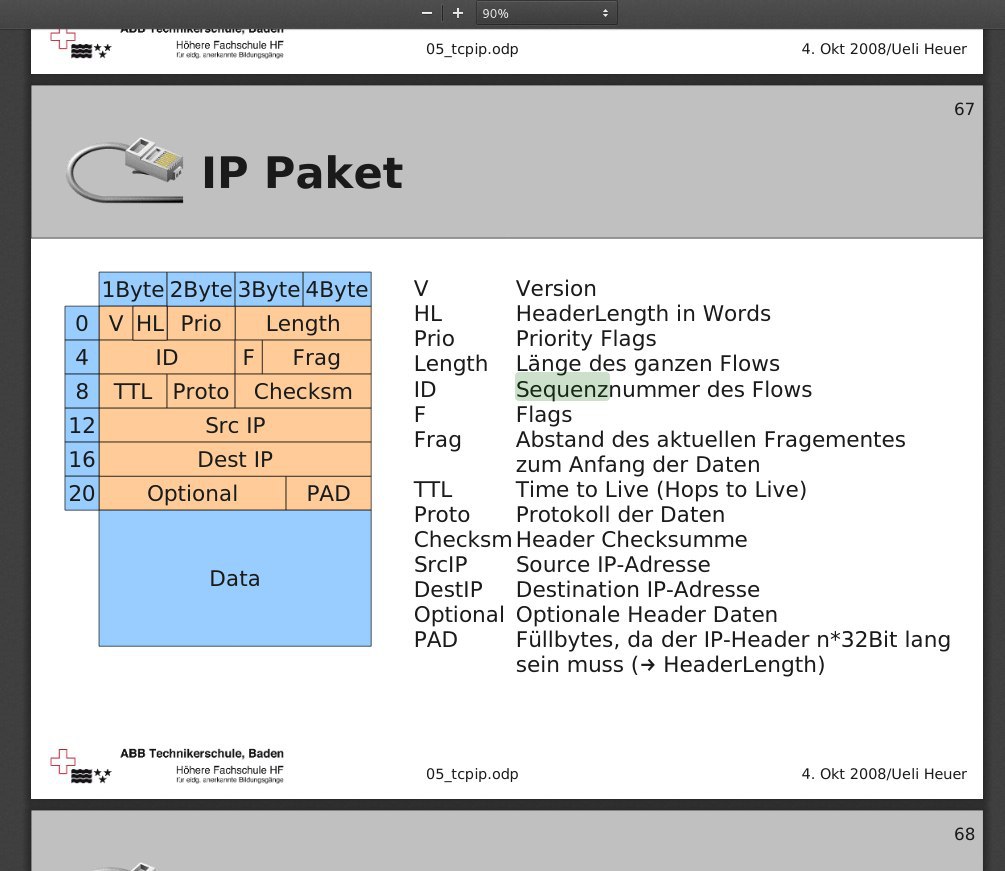 90%
ABB Technikerschule, Baden
Höhere Fachschule HF
für eidg. anerkannte Bildungsgänge
05_tcpip.odp
4. Okt 2008/Ueli Heuer
67
IP Paket
1Byte 2Byte 3Byte 4Byte
0 V HL Prio Length
4 ID F Frag
8 TTL Proto Checksm
12 Src IP
16 Dest IP
20 Optional PAD
Data
V Version
HL HeaderLength in Words
Prio Priority Flags
Length Länge des ganzen Flows
ID Sequenznummer des Flows
F Flags
Frag Abstand des aktuellen Fragementes
zum Anfang der Daten
TTL Time to Live (Hops to Live)
Proto Protokoll der Daten
Checksm Header Checksumme
SrcIP Source IP-Adresse
DestIP Destination IP-Adresse
Optional Optionale Header Daten
PAD Füllbytes, da der IP-Header n*32Bit lang
sein muss (→ HeaderLength)
ABB Technikerschule, Baden
Höhere Fachschule HF
für eidg. anerkannte Bildungsgänge
05_tcpip.odp
4. Okt 2008/Ueli Heuer
68